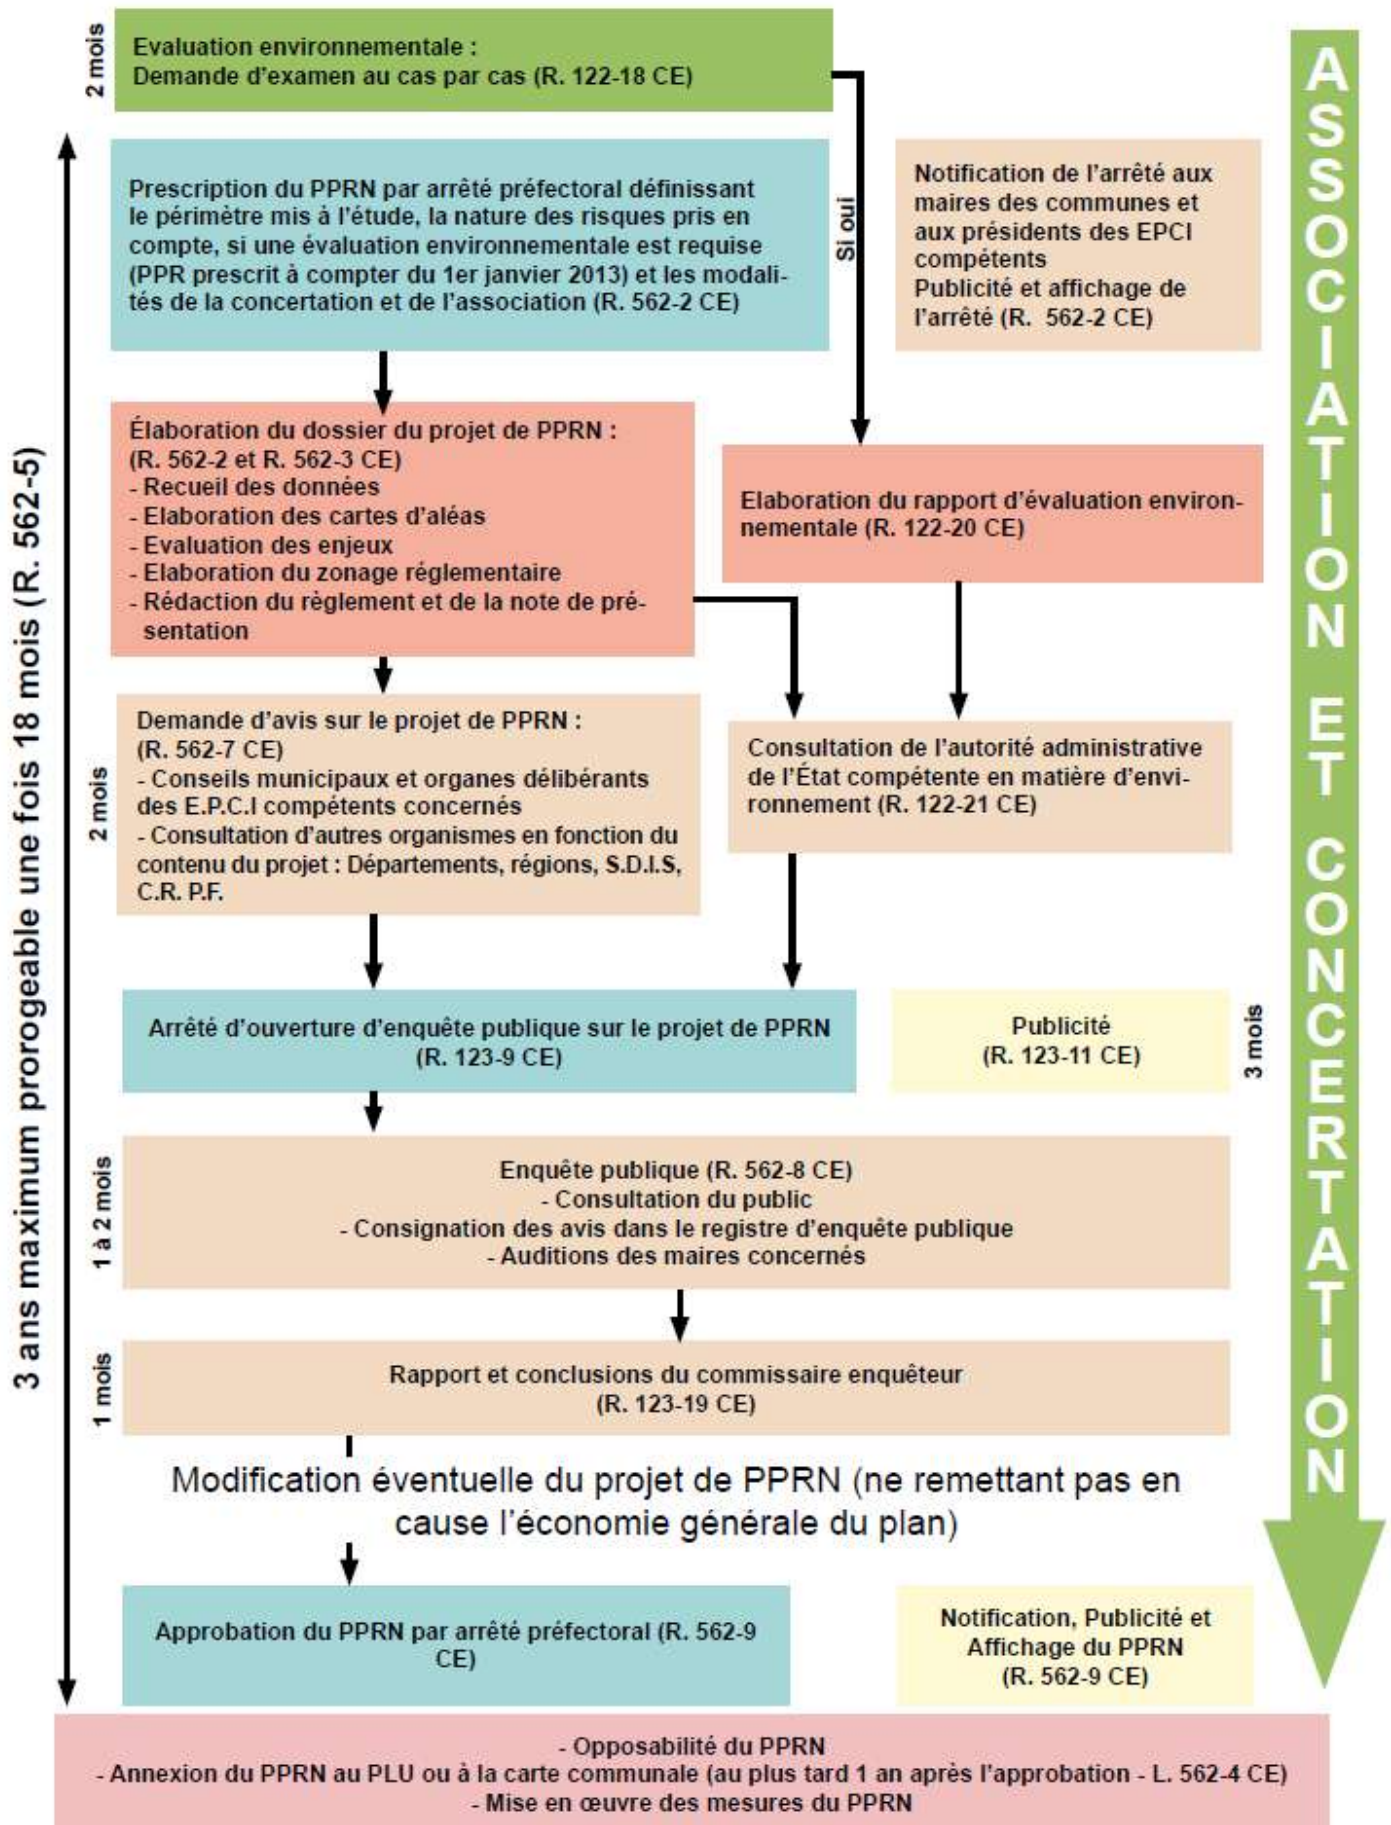 2 mois
Evaluation environnementale :
Demande d'examen au cas par cas (R. 122-18 CE)
3 ans maximum prorogeable une fois 18 mois (R. 562-5)
Prescription du PPRN par arrêté préfectoral définissant
le périmètre mis à l'étude, la nature des risques pris en
compte, si une évaluation environnementale est requise
(PPR prescrit à compter du 1er janvier 2013) et les modali-
tés de la concertation et de l'association (R. 562-2 CE)
Si oui
Notification de l'arrêté aux
maires des communes et
aux présidents des EPCI
compétents
Publicité et affichage de
l'arrêté (R. 562-2 CE)
Élaboration du dossier du projet de PPRN :
(R. 562-2 et R. 562-3 CE)
- Recueil des données
- Elaboration des cartes d'aléas
- Evaluation des enjeux
- Elaboration du zonage réglementaire
- Rédaction du règlement et de la note de pré-
sentation
Elaboration du rapport d'évaluation environ-
nementale (R. 122-20 CE)
2 mois
Demande d'avis sur le projet de PPRN :
(R. 562-7 CE)
- Conseils municipaux et organes délibérants
des E.P.C.I compétents concernés
- Consultation d'autres organismes en fonction du
contenu du projet : Départements, régions, S.D.I.S,
C.R. P.F.
Consultation de l'autorité administrative
de l'État compétente en matière d'envi-
ronnement (R. 122-21 CE)
Arrêté d'ouverture d'enquête publique sur le projet de PPRN
(R. 123-9 CE)
Publicité
(R. 123-11 CE)
3 mois
1 à 2 mois
Enquête publique (R. 562-8 CE)
- Consultation du public
- Consignation des avis dans le registre d'enquête publique
- Auditions des maires concernés
1 mois
Rapport et conclusions du commissaire enquêteur
(R. 123-19 CE)
Modification éventuelle du projet de PPRN (ne remettant pas en
cause l'économie générale du plan)
Approbation du PPRN par arrêté préfectoral (R. 562-9
CE)
Notification, Publicité et
Affichage du PPRN
(R. 562-9 CE)
- Opposabilité du PPRN
- Annexion du PPRN au PLU ou à la carte communale (au plus tard 1 an après l'approbation - L. 562-4 CE)
- Mise en œuvre des mesures du PPRN
ASSOCIATION ET CONCERTATION